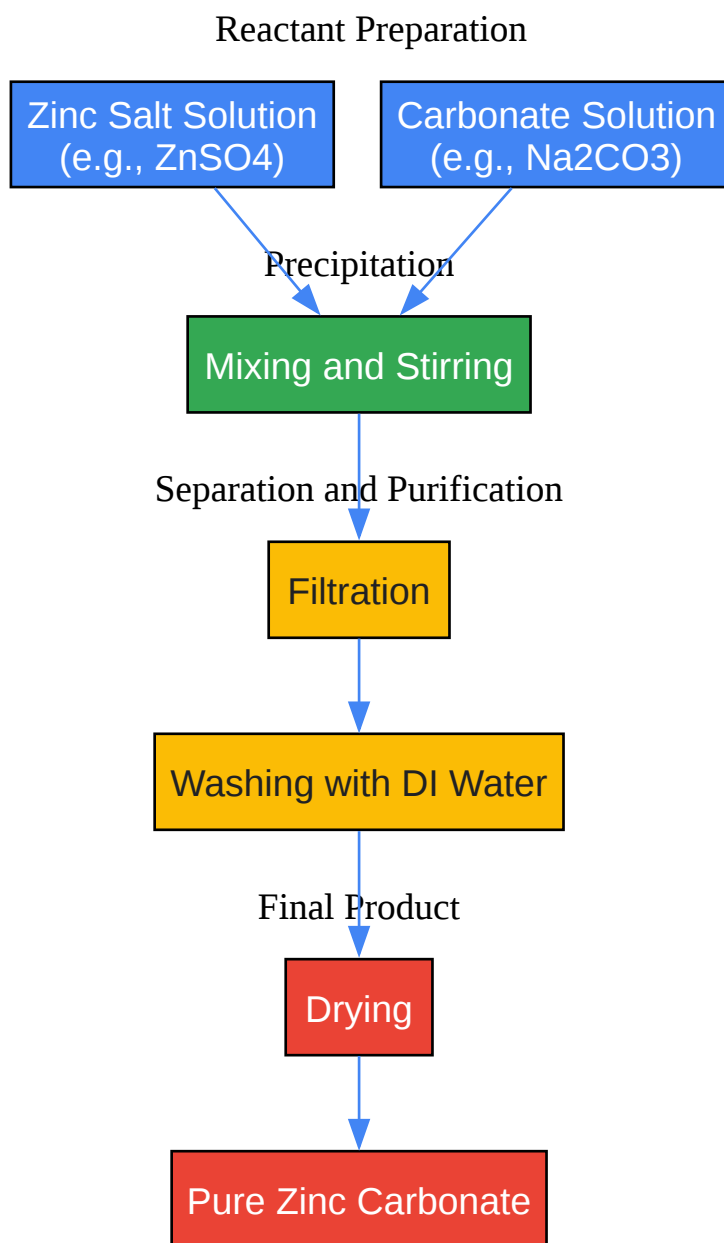 Reactant Preparation
Zinc Salt Solution
(e.g., ZnSO4)
Carbonate Solution
(e.g., Na2CO3)
Precipitation
Mixing and Stirring
Separation and Purification
Filtration
Washing with DI Water
Final Product
Drying
Pure Zinc Carbonate